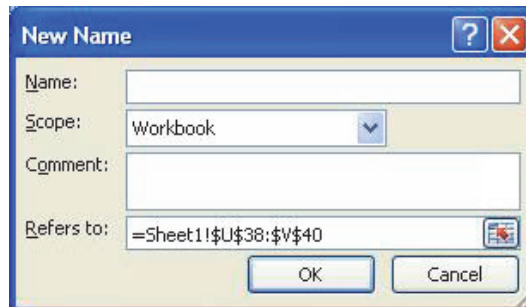 New Name
Name:
Scope: Workbook
Comment:
Refers to: =Sheet1!$U$38:$V$40
OK Cancel